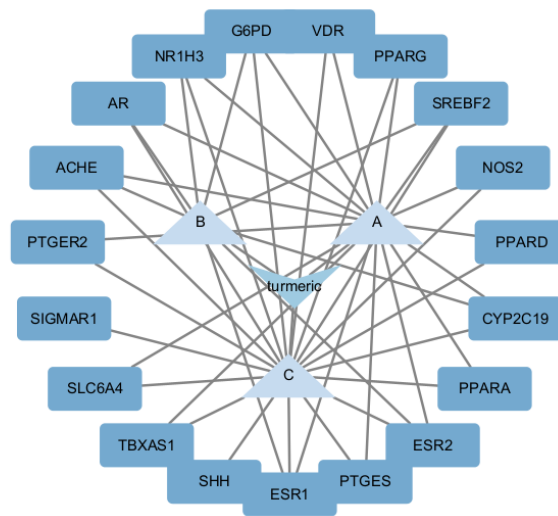 G6PD VDR
NR1H3 PPARG
AR SREBF2
ACHE NOS2
B A
PTGER2 PPARD
turmeric
SIGMAR1 CYP2C19
C
SLC6A4 PPARA
TBXAS1 ESR2
SHH PTGES
ESR1